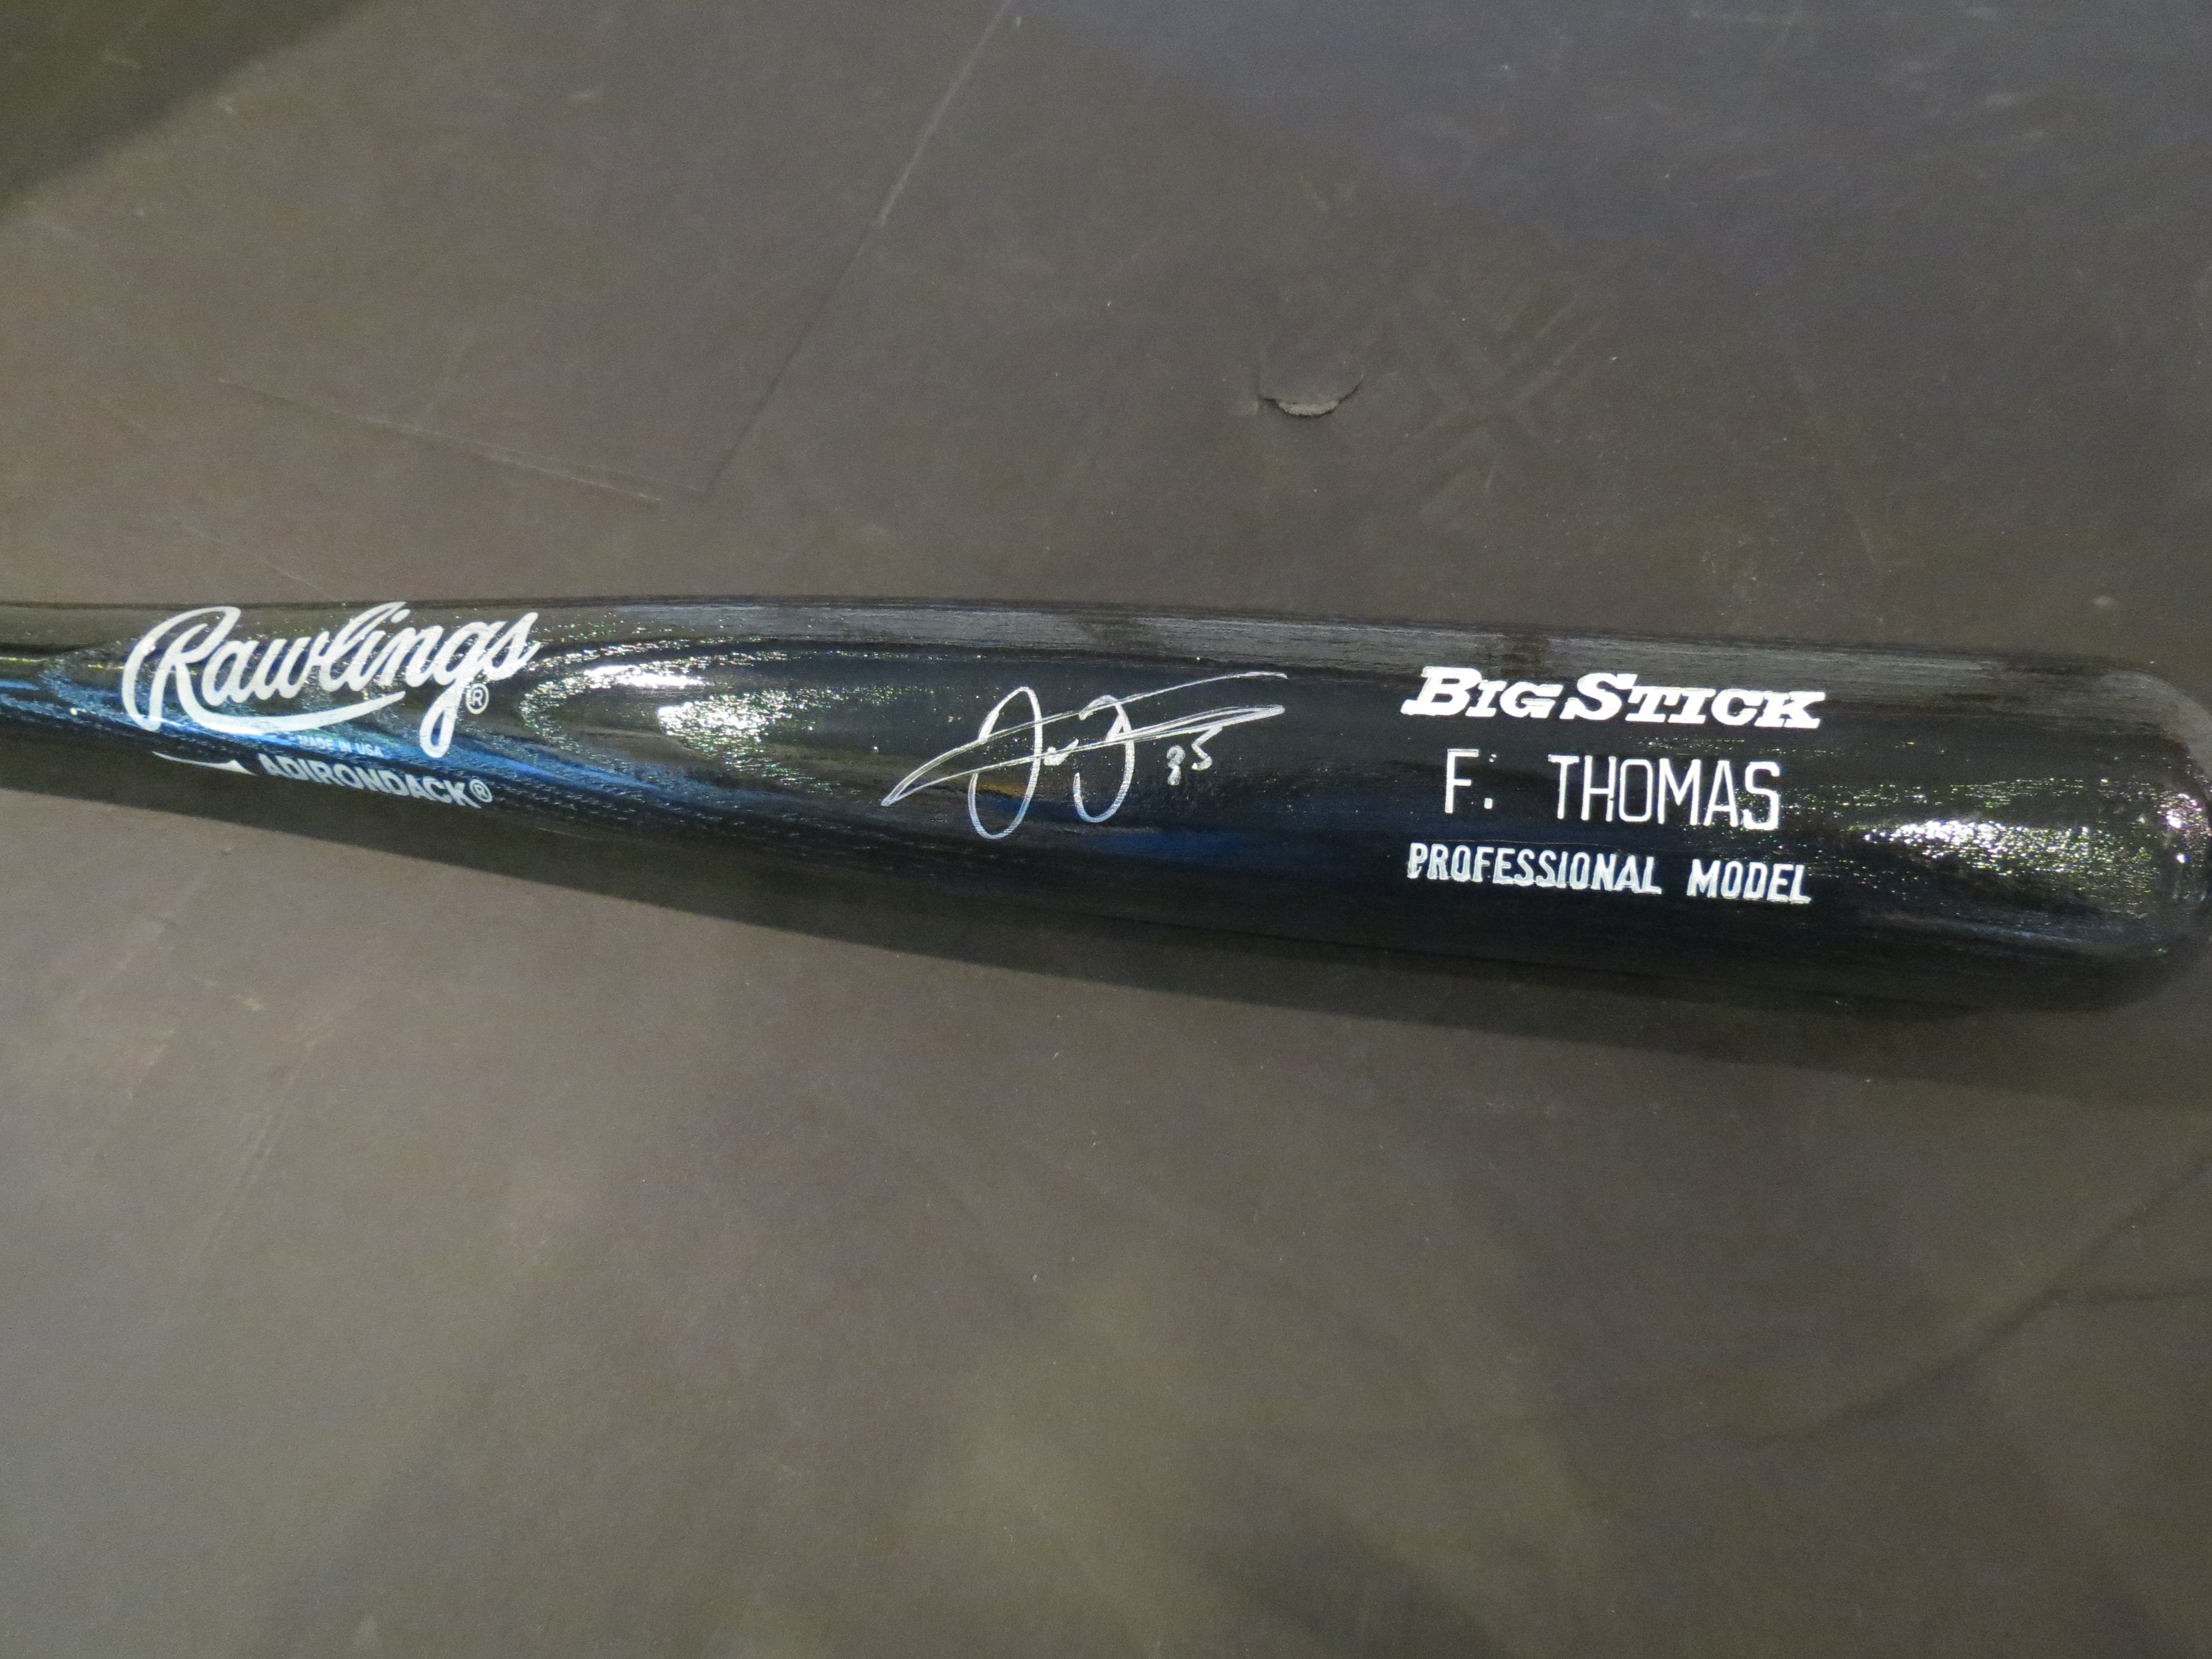 Rawlings®
MADE IN USA
ADIRONDACK®
35
BIG STICK
F. THOMAS
PROFESSIONAL MODEL